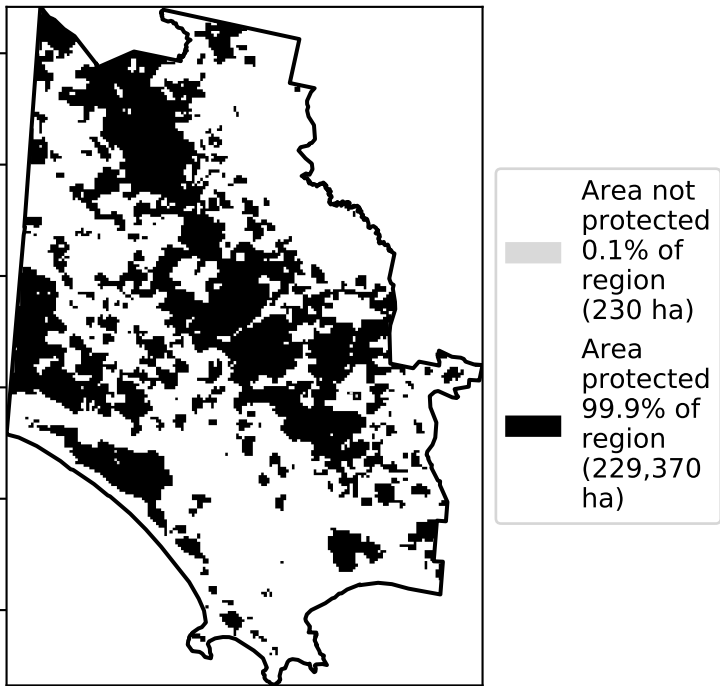 Area not
protected
0.1% of
region
(230 ha)
Area
protected
99.9% of
region
(229,370
ha)